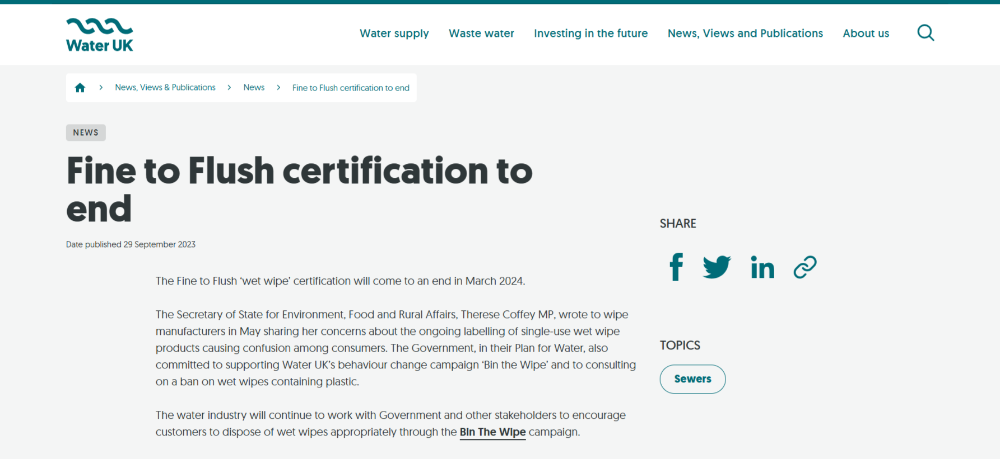 Water UK
Water supply
Waste water
Investing in the future
News, Views and Publications
About us
News, Views & Publications
News
Fine to Flush certification to end
NEWS
Fine to Flush certification to
end
Date published 29 September 2023
The Fine to Flush ‘wet wipe’ certification will come to an end in March 2024.
The Secretary of State for Environment, Food and Rural Affairs, Therese Coffey MP, wrote to wipe
manufacturers in May sharing her concerns about the ongoing labelling of single-use wet wipe
products causing confusion among consumers. The Government, in their Plan for Water, also
committed to supporting Water UK’s behaviour change campaign ‘Bin the Wipe’ and to consulting
on a ban on wet wipes containing plastic.
The water industry will continue to work with Government and other stakeholders to encourage
customers to dispose of wet wipes appropriately through the Bin The Wipe campaign.
SHARE
TOPICS
Sewers